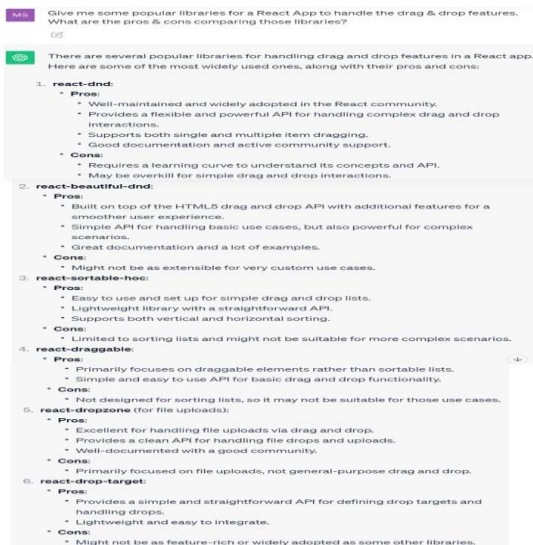 MS
Give me some popular libraries for a React App to handle the drag & drop features.
What are the pros & cons comparing those libraries?
There are several popular libraries for handling drag and drop features in a React app.
Here are some of the most widely used ones, along with their pros and cons:
1. react-dnd:
• Pros:
• Well-maintained and widely adopted in the React community.
• Provides a flexible and powerful API for handling complex drag and drop
interactions.
• Supports both single and multiple item dragging.
• Good documentation and active community support.
• Cons:
• Requires a learning curve to understand its concepts and API.
• May be overkill for simple drag and drop interactions.
2. react-beautiful-dnd:
• Pros:
• Built on top of the HTML5 drag and drop API with additional features for a
smoother user experience.
• Simple API for handling basic use cases, but also powerful for complex
scenarios.
• Great documentation and a lot of examples.
• Cons:
• Might not be as extensible for very custom use cases.
3. react-sortable-hoc:
• Pros:
• Easy to use and set up for simple drag and drop lists.
• Lightweight library with a straightforward API.
• Supports both vertical and horizontal sorting.
• Cons:
• Limited to sorting lists and might not be suitable for more complex scenarios.
4. react-draggable:
• Pros:
• Primarily focuses on draggable elements rather than sortable lists.
• Simple and easy to use API for basic drag and drop functionality.
• Cons:
• Not designed for sorting lists, so it may not be suitable for those use cases.
5. react-dropzone (for file uploads):
• Pros:
• Excellent for handling file uploads via drag and drop.
• Provides a clean API for handling file drops and uploads.
• Well-documented with a good community.
• Cons:
• Primarily focused on file uploads, not general-purpose drag and drop.
6. react-drop-target:
• Pros:
• Provides a simple and straightforward API for defining drop targets and
handling drops.
• Lightweight and easy to integrate.
• Cons:
• Might not be as feature-rich or widely adopted as some other libraries.